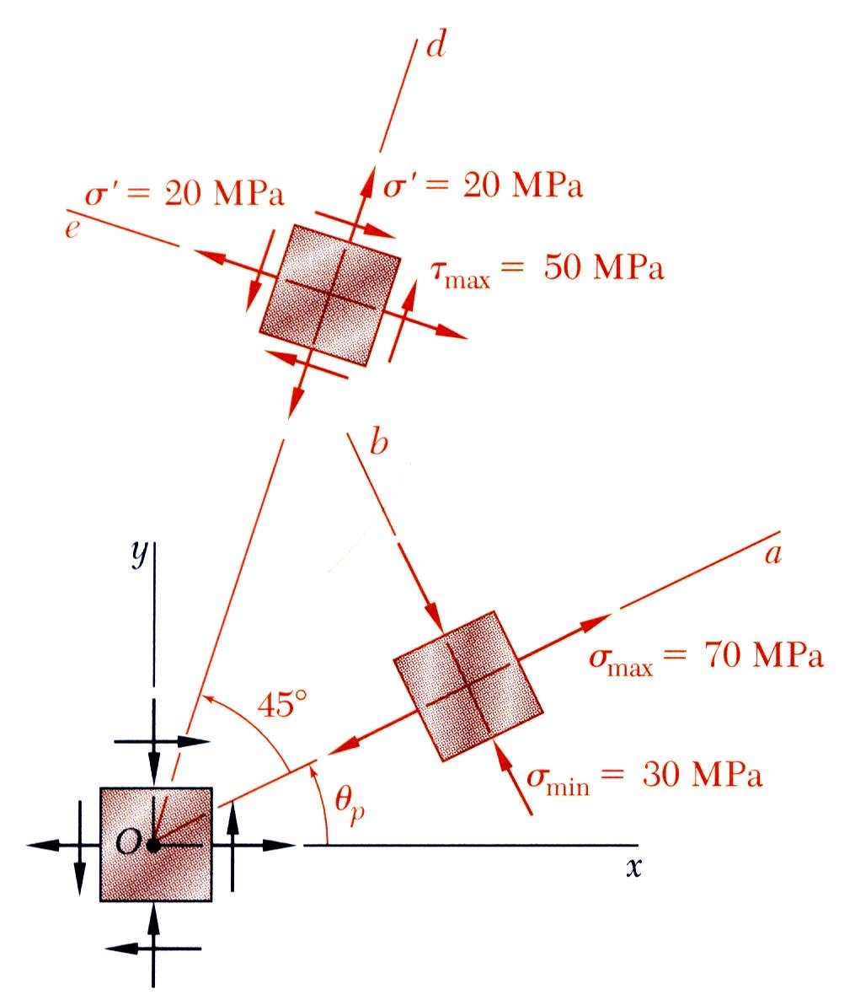 d
σ′ = 20 MPa
σ′ = 20 MPa
e
τmax = 50 MPa
b
a
y
σmax = 70 MPa
45°
σmin = 30 MPa
θp
O
x